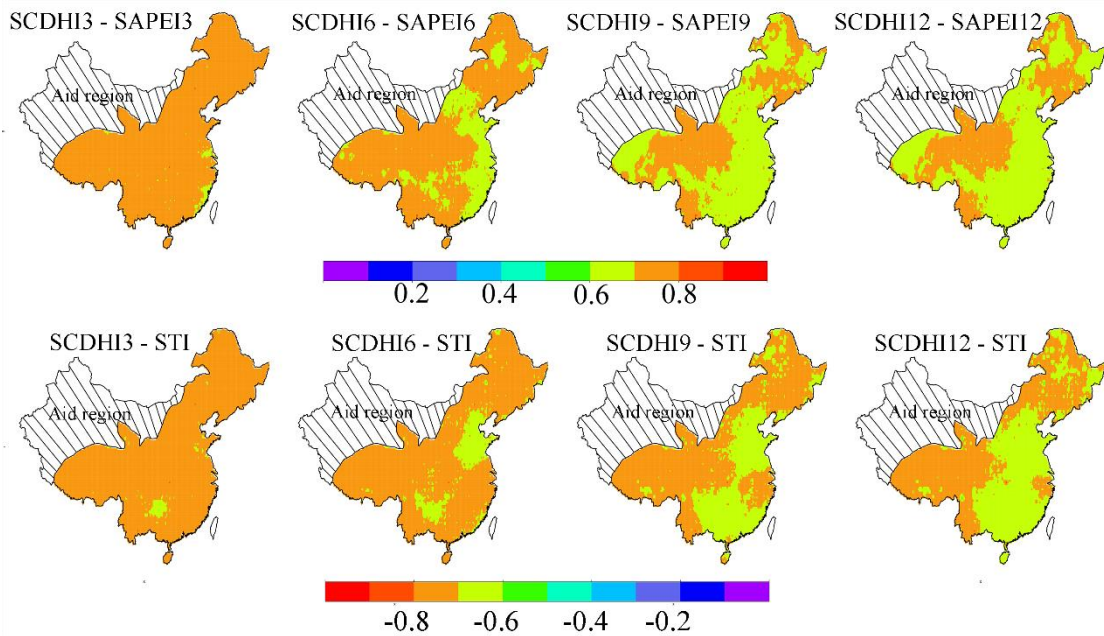 SCDHI3 - SAPEI3 SCDHI6 - SAPEI6 SCDHI9 - SAPEI9 SCDHI12 - SAPEI12
Aid region Aid region Aid region Aid region
0.2 0.4 0.6 0.8
SCDHI3 - STI SCDHI6 - STI SCDHI9 - STI SCDHI12 - STI
Aid region Aid region Aid region Aid region
-0.8 -0.6 -0.4 -0.2